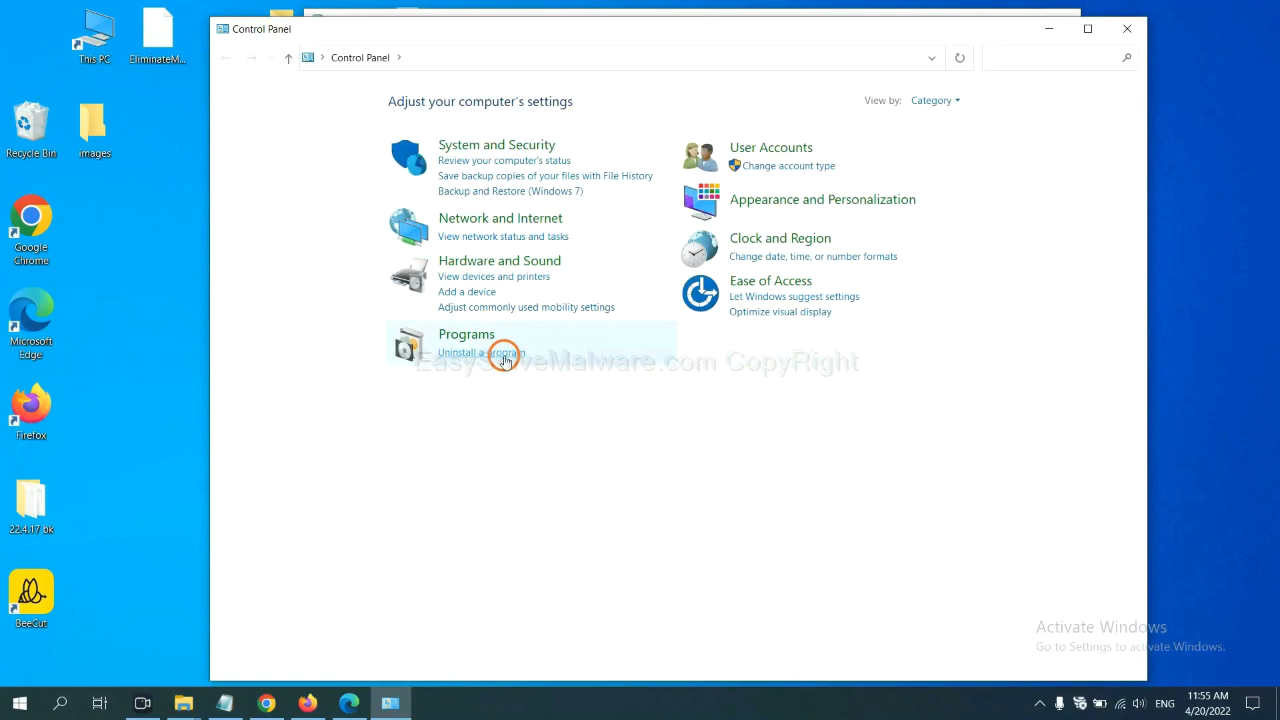 Control Panel
Control Panel
Adjust your computer's settings
View by: Category
System and Security
Review your computer's status
Save backup copies of your files with File History
Backup and Restore (Windows 7)
Network and Internet
View network status and tasks
Hardware and Sound
View devices and printers
Add a device
Adjust commonly used mobility settings
Programs
Uninstall a program
User Accounts
Change account type
Appearance and Personalization
Clock and Region
Change date, time, or number formats
Ease of Access
Let Windows suggest settings
Optimize visual display
EasySolveMalware.com CopyRight
This PC
EliminateM...
Recycle Bin
images
Google
Chrome
Microsoft
Edge
Firefox
22.4.17 bk
BeeCut
Activate Windows
Go to Settings to activate Windows.
ENG
11:55 AM
4/20/2022